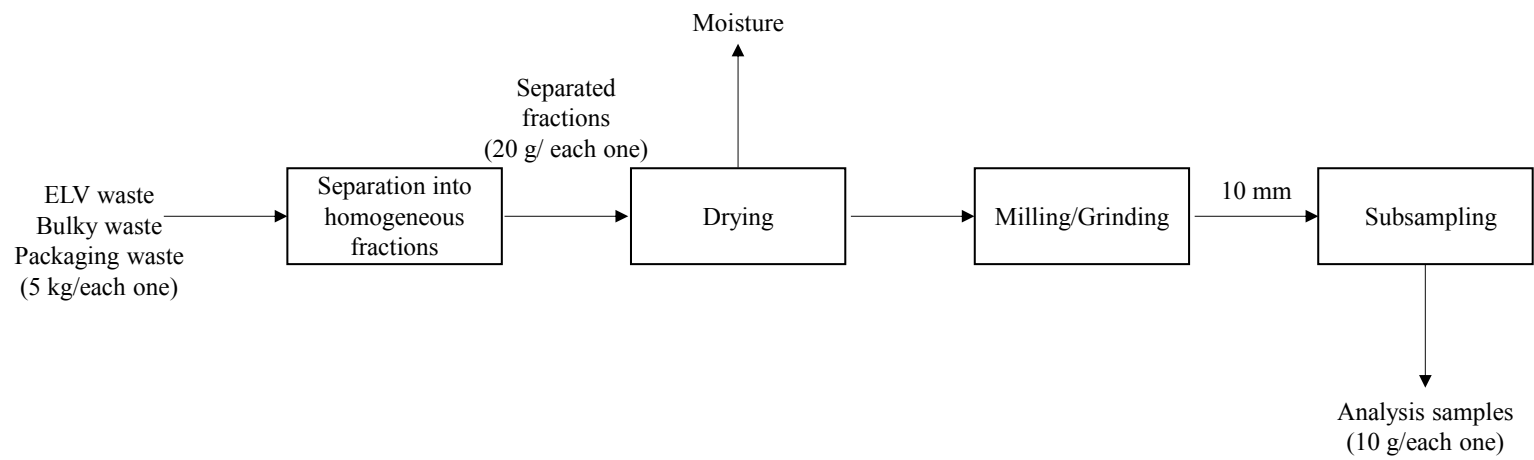 Moisture
Separated
fractions
(20 g/ each one)
ELV waste
Bulky waste
Packaging waste
(5 kg/each one)
Separation into
homogeneous
fractions
Drying
Milling/Grinding
10 mm
Subsampling
Analysis samples
(10 g/each one)